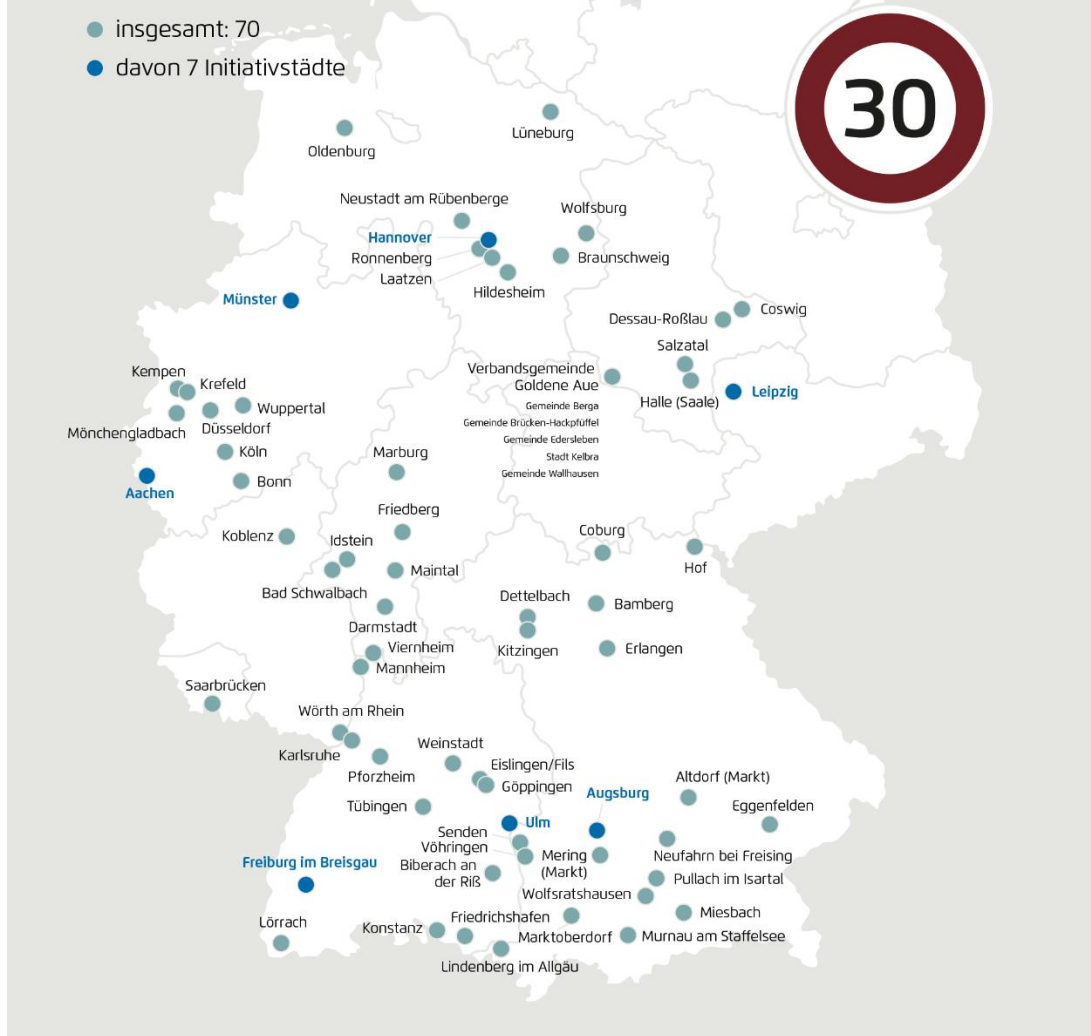 insgesamt: 70
davon 7 Initiativstädte
30
Lüneburg
Oldenburg
Neustadt am Rübenberge
Wolfsburg
Hannover
Ronnenberg
Braunschweig
Laatzen
Hildesheim
Münster
Coswig
Dessau-Roßlau
Salzatal
Verbandsgemeinde
Goldene Aue
Gemeinde Berga
Gemeinde Brücken-Hackpfüffel
Gemeinde Edersleben
Stadt Kelbra
Gemeinde Wallhausen
Halle (Saale)
Leipzig
Kempen
Krefeld
Wuppertal
Mönchengladbach
Düsseldorf
Köln
Marburg
Bonn
Aachen
Friedberg
Koblenz
Idstein
Coburg
Hof
Maintal
Bad Schwalbach
Dettelbach
Bamberg
Darmstadt
Viernheim
Kitzingen
Erlangen
Mannheim
Saarbrücken
Wörth am Rhein
Weinstadt
Karlsruhe
Eislingen/Fils
Pforzheim
Göppingen
Altdorf (Markt)
Augsburg
Tübingen
Eggenfelden
Ulm
Senden
Vöhringen
Mering
(Markt)
Neufahrn bei Freising
Freiburg im Breisgau
Biberach an
der Riß
Pullach im Isartal
Wolfsratshausen
Miesbach
Lörrach
Konstanz
Friedrichshafen
Marktoberdorf
Murnau am Staffelsee
Lindenberg im Allgäu